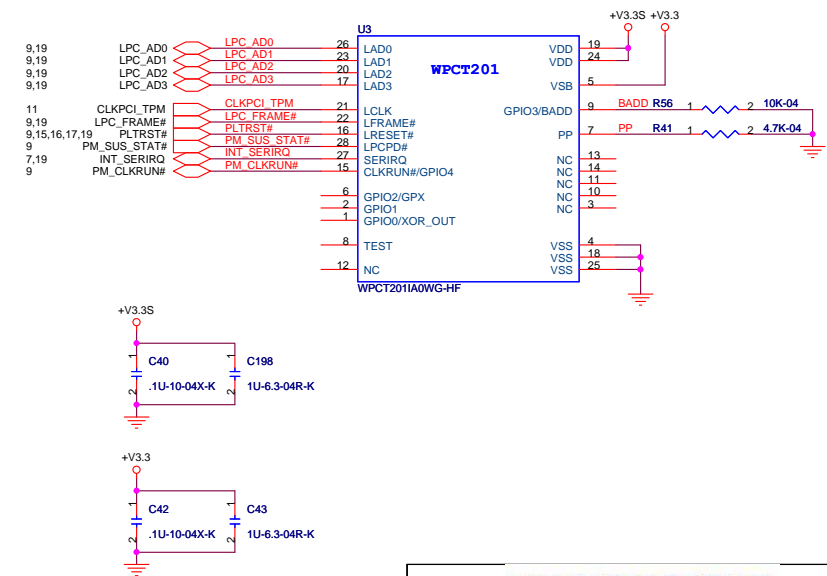 +V3.3S +V3.3
U3
9,19 LPC_AD0 LPC_AD0 26 LAD0 VDD 19
9,19 LPC_AD1 LPC_AD1 23 LAD1 VDD 24
9,19 LPC_AD2 LPC_AD2 20 LAD2 WPCT201
9,19 LPC_AD3 LPC_AD3 17 LAD3 VSB 5
11 CLKPCI_TPM CLKPCI_TPM 21 LCLK GPIO3/BADD 9 BADD R56 1 2 10K-04
9,19 LPC_FRAME# LPC_FRAME# 22 LFRAME#
9,15,16,17,19 PLTRST# PLTRST# 16 LRESET# PP 7 PP R41 1 2 4.7K-04
9 PM_SUS_STAT# PM_SUS_STAT# 28 LPCPD#
7,19 INT_SERIRQ INT_SERIRQ 27 SERIRQ NC 13
9 PM_CLKRUN# PM_CLKRUN# 15 CLKRUN#/GPIO4 NC 14
NC 11
6 GPIO2/GPX NC 10
2 GPIO1 NC 3
1 GPIO0/XOR_OUT
8 TEST VSS 4
VSS 18
12 NC VSS 25
WPCT201IA0WG-HF
+V3.3S
1 C40 1 C198
2 .1U-10-04X-K 2 1U-6.3-04R-K
+V3.3
1 C42 1 C43
2 .1U-10-04X-K 2 1U-6.3-04R-K